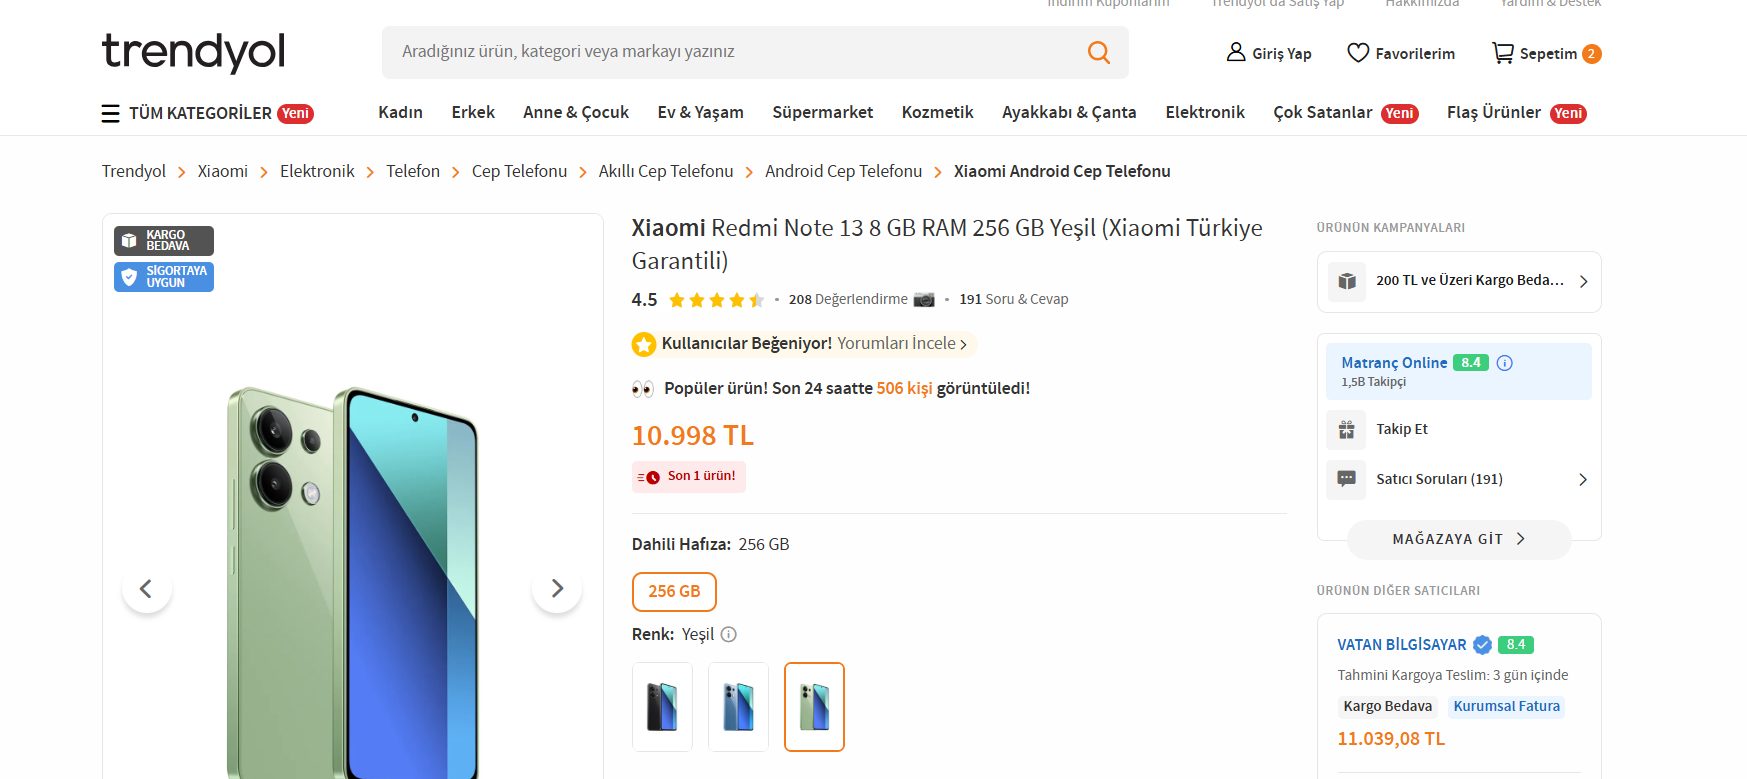 İndirim Kuponlarım
Trendyol'da Satış Yap
Hakkımızda
Yardım & Destek
trendyol
Aradığınız ürün, kategori veya markayı yazınız
Giriş Yap
Favorilerim
Sepetim 2
TÜM KATEGORİLER Yeni
Kadın
Erkek
Anne & Çocuk
Ev & Yaşam
Süpermarket
Kozmetik
Ayakkabı & Çanta
Elektronik
Çok Satanlar Yeni
Flaş Ürünler Yeni
Trendyol > Xiaomi > Elektronik > Telefon > Cep Telefonu > Akıllı Cep Telefonu > Android Cep Telefonu > Xiaomi Android Cep Telefonu
KARGO
BEDAVA
SİGORTAYA
UYGUN
Xiaomi Redmi Note 13 8 GB RAM 256 GB Yeşil (Xiaomi Türkiye
Garantili)
4.5 • 208 Değerlendirme • 191 Soru & Cevap
Kullanıcılar Beğeniyor! Yorumları İncele >
Popüler ürün! Son 24 saatte 506 kişi görüntüledi!
10.998 TL
Son 1 ürün!
Dahili Hafıza: 256 GB
256 GB
Renk: Yeşil
ÜRÜNÜN KAMPANYALARI
200 TL ve Üzeri Kargo Beda...
Matranç Online 8.4
1,5B Takipçi
Takip Et
Satıcı Soruları (191)
MAĞAZAYA GİT
ÜRÜNÜN DİĞER SATICILARI
VATAN BİLGİSAYAR 8.4
Tahmini Kargoya Teslim: 3 gün içinde
Kargo Bedava
Kurumsal Fatura
11.039,08 TL